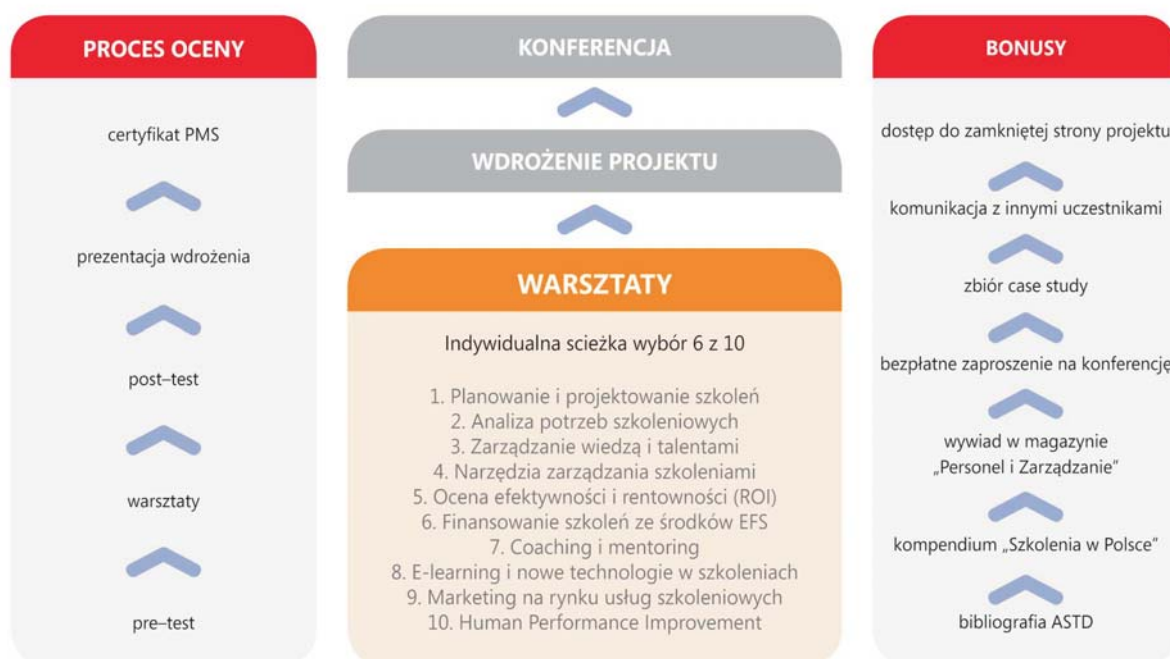 PROCES OCENY
certyfikat PMS
prezentacja wdrożenia
post–test
warsztaty
pre–test
KONFERENCJA
WDROŻENIE PROJEKTU
WARSZTATY
Indywidualna scieżka wybór 6 z 10
1. Planowanie i projektowanie szkoleń
2. Analiza potrzeb szkoleniowych
3. Zarządzanie wiedzą i talentami
4. Narzędzia zarządzania szkoleniami
5. Ocena efektywności i rentowności (ROI)
6. Finansowanie szkoleń ze środków EFS
7. Coaching i mentoring
8. E-learning i nowe technologie w szkoleniach
9. Marketing na rynku usług szkoleniowych
10. Human Performance Improvement
BONUSY
dostęp do zamkniętej strony projektu
komunikacja z innymi uczestnikami
zbiór case study
bezpłatne zaproszenie na konferencję
wywiad w magazynie
„Personel i Zarządzanie”
kompendium „Szkolenia w Polsce”
bibliografia ASTD